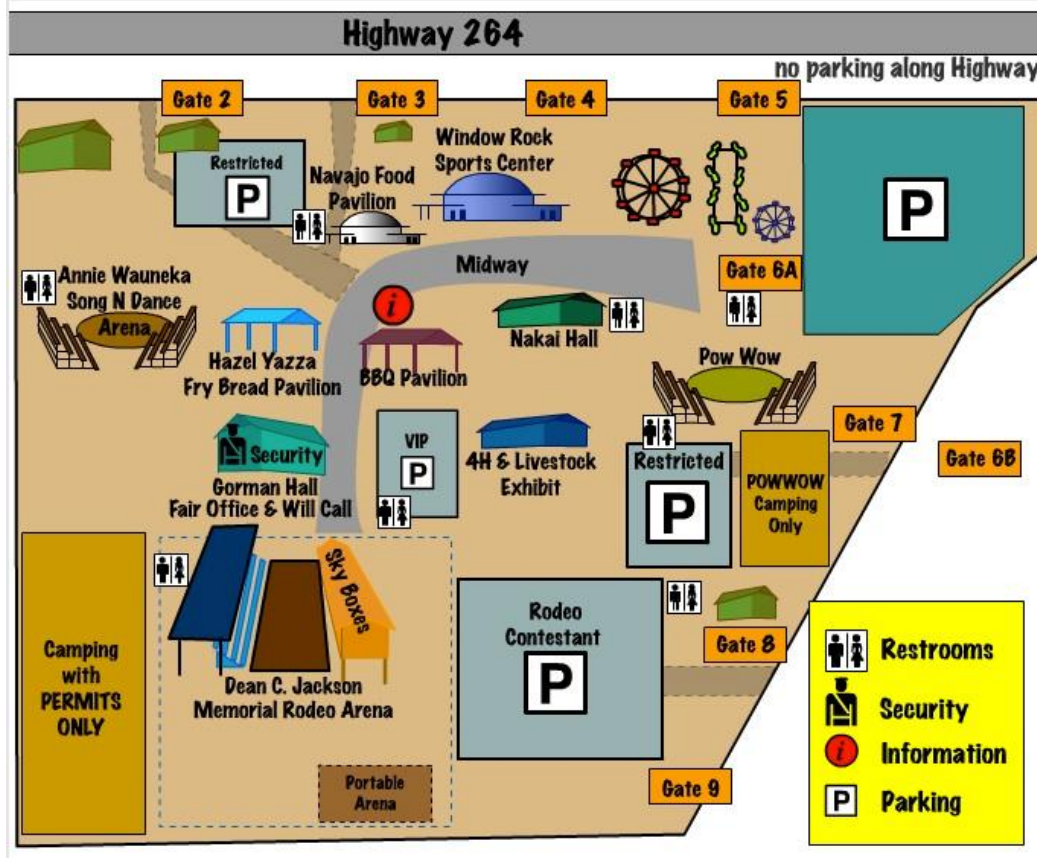 Highway 264
no parking along Highway
Gate 2
Gate 3
Gate 4
Gate 5
Restricted
P
Navajo Food
Pavilion
Window Rock
Sports Center
P
Midway
Gate 6A
Annie Wauneka
Song N Dance
Arena
i
Hazel Yazza
Fry Bread Pavilion
BBQ Pavilion
Nakai Hall
Pow Wow
Gate 7
Gate 6B
Security
Gorman Hall
Fair Office & Will Call
VIP
P
4H & Livestock
Exhibit
Restricted
P
POWWOW
Camping
Only
Sky Boxes
Dean C. Jackson
Memorial Rodeo Arena
Camping
with
PERMITS
ONLY
Rodeo
Contestant
P
Gate 8
Portable
Arena
Gate 9
Restrooms
Security
i Information
P Parking